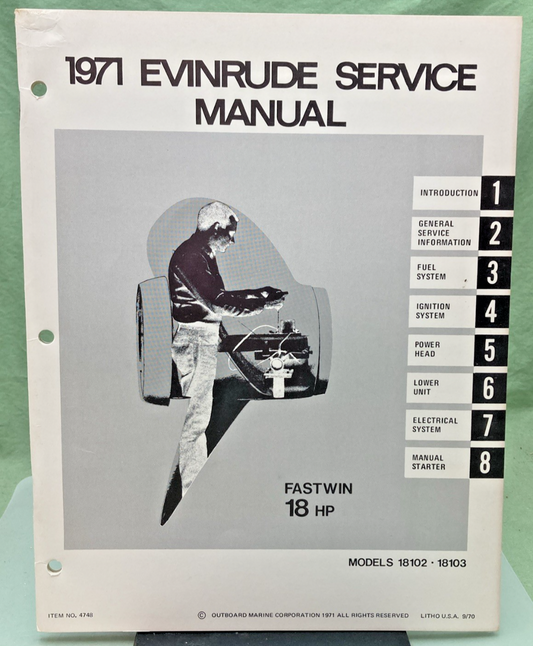 1971 EVINRUDE SERVICE
MANUAL
INTRODUCTION 1
GENERAL
SERVICE
INFORMATION 2
FUEL
SYSTEM 3
IGNITION
SYSTEM 4
POWER
HEAD 5
LOWER
UNIT 6
ELECTRICAL
SYSTEM 7
MANUAL
STARTER 8
FASTWIN
18 HP
MODELS 18102 · 18103
ITEM NO. 4748 © OUTBOARD MARINE CORPORATION 1971 ALL RIGHTS RESERVED LITHO U.S.A. 9/70